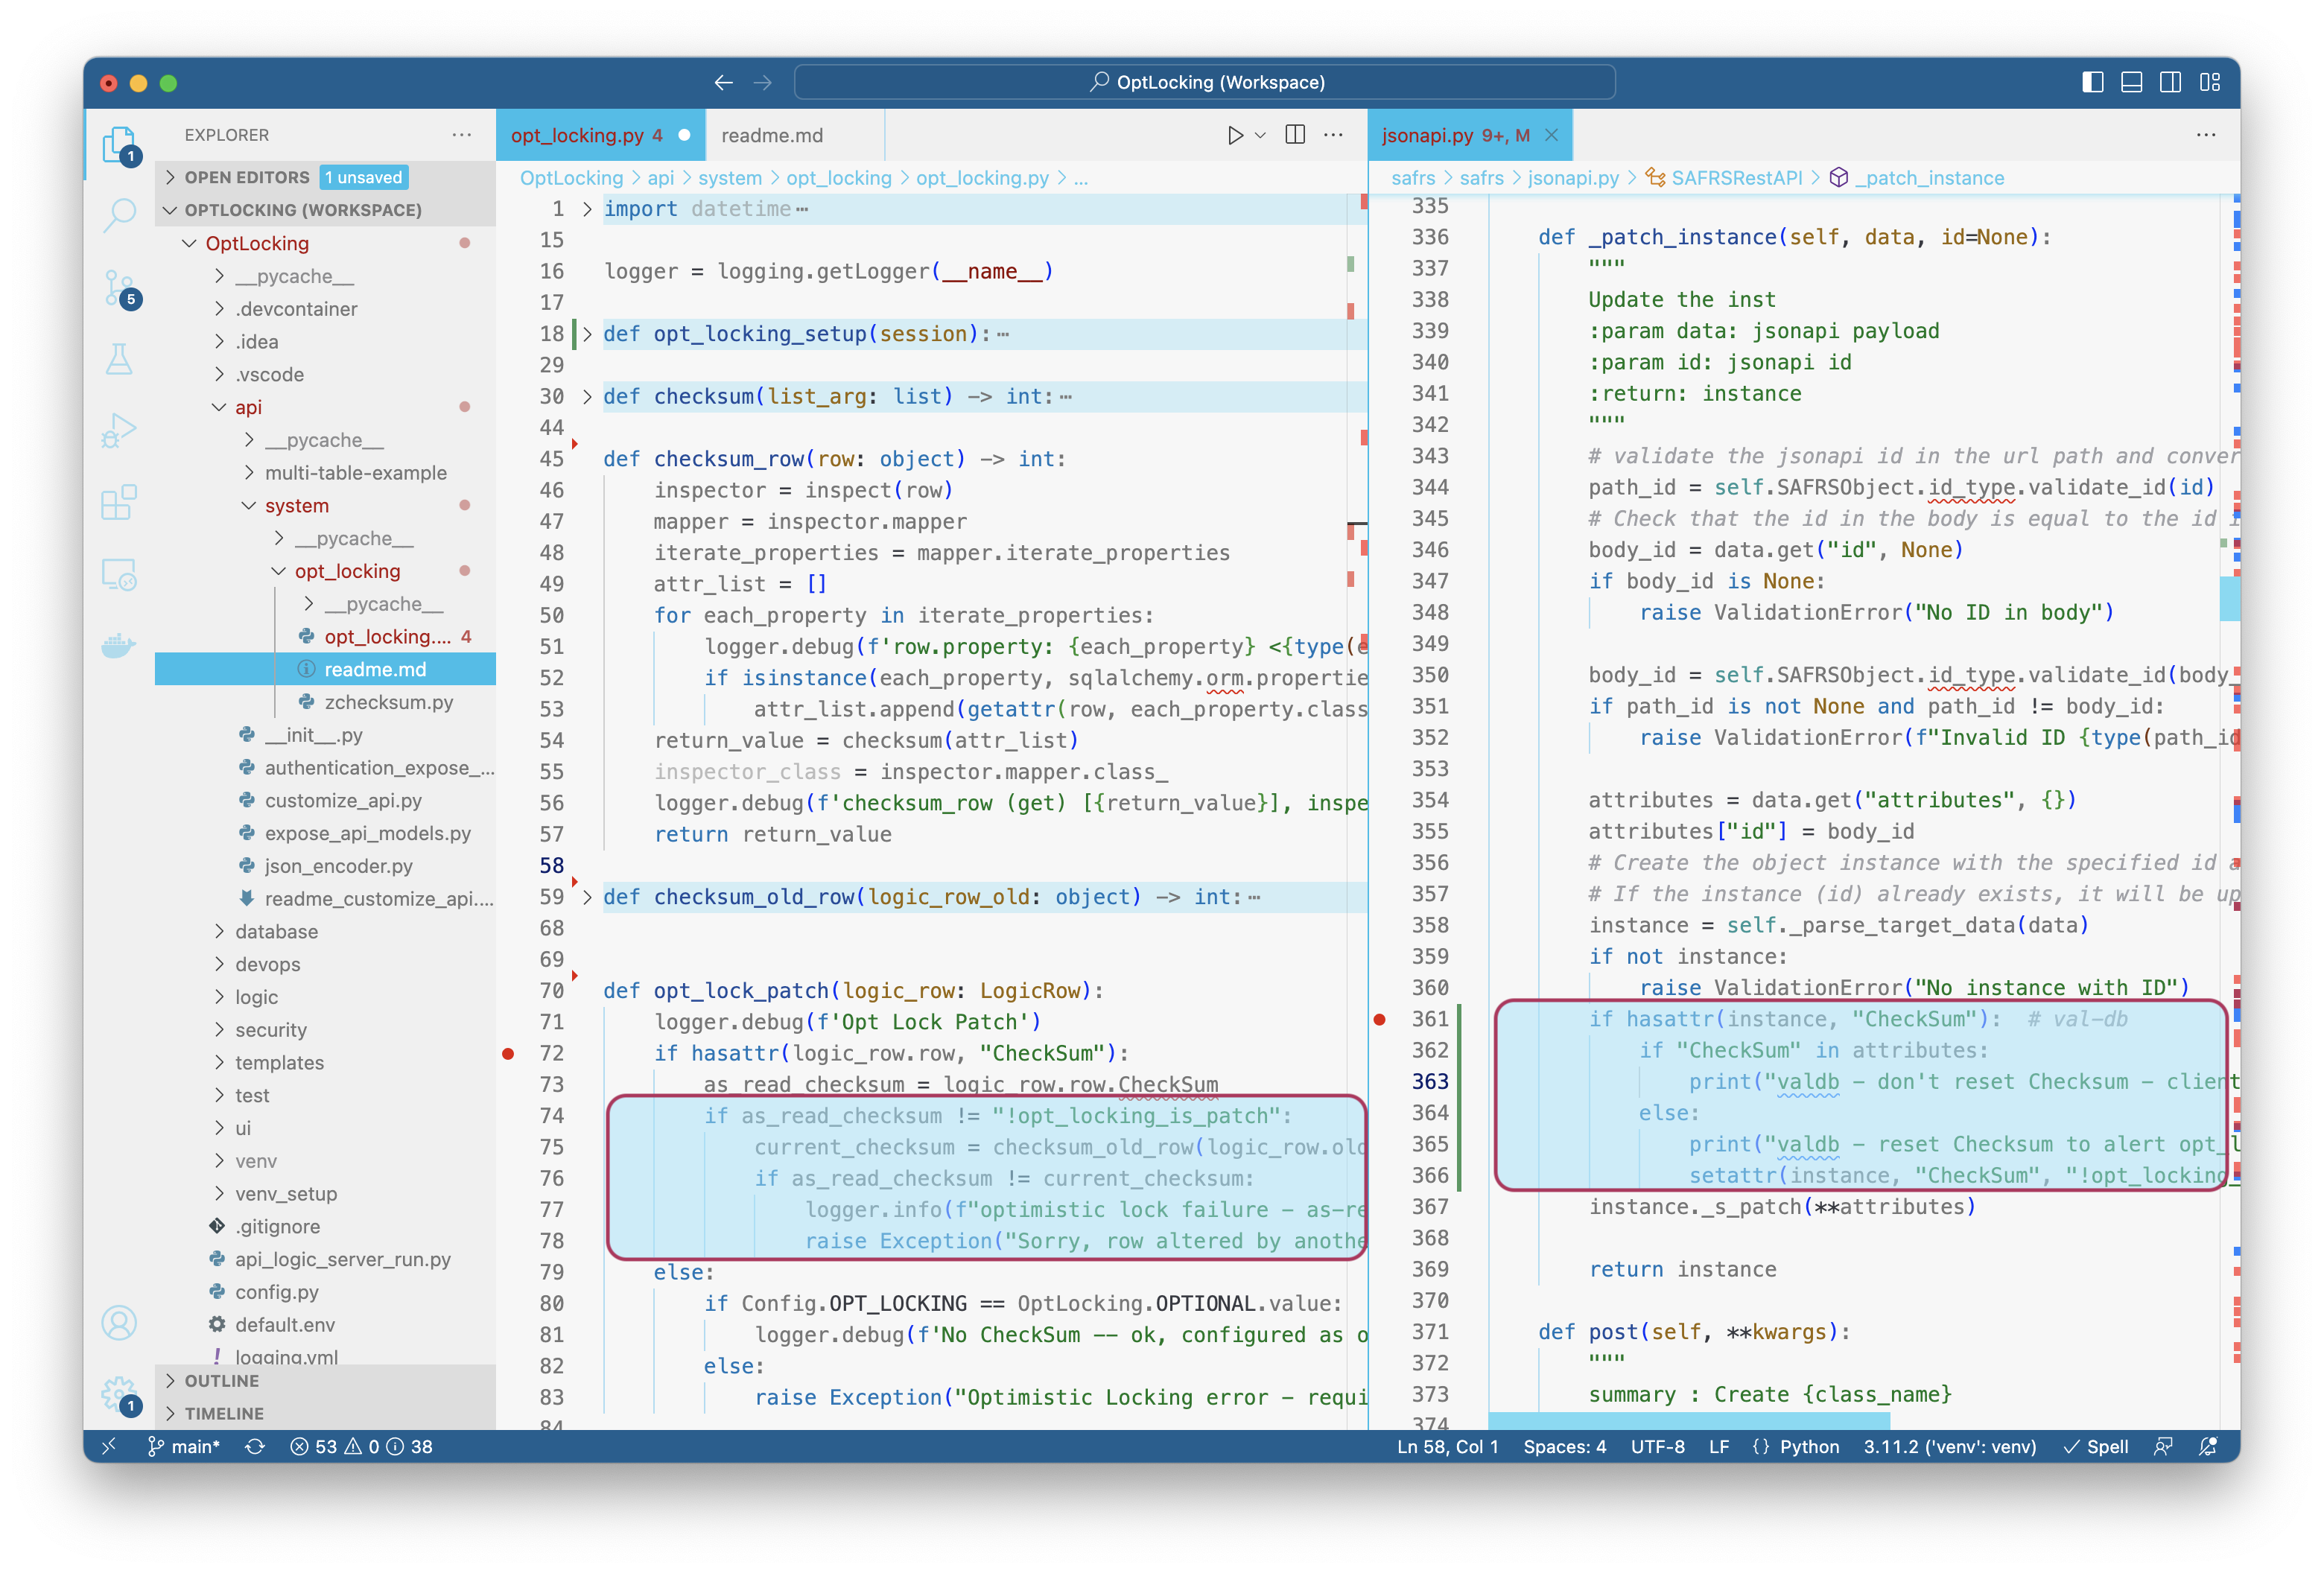 OptLocking (Workspace)
EXPLORER
OPEN EDITORS 1 unsaved
OPTLOCKING (WORKSPACE)
OptLocking
__pycache__
.devcontainer
.idea
.vscode
api
__pycache__
multi-table-example
system
__pycache__
opt_locking
__pycache__
opt_locking.... 4
readme.md
zchecksum.py
__init__.py
authentication_expose_...
customize_api.py
expose_api_models.py
json_encoder.py
readme_customize_api....
database
devops
logic
security
templates
test
ui
venv
venv_setup
.gitignore
api_logic_server_run.py
config.py
default.env
logging.yml
OUTLINE
TIMELINE
1
5
1
opt_locking.py 4
readme.md
OptLocking > api > system > opt_locking > opt_locking.py > ...
1 import datetime ...
15
16 logger = logging.getLogger(__name__)
17
18 def opt_locking_setup(session): ...
29
30 def checksum(list_arg: list) -> int: ...
44
45 def checksum_row(row: object) -> int:
46 inspector = inspect(row)
47 mapper = inspector.mapper
48 iterate_properties = mapper.iterate_properties
49 attr_list = []
50 for each_property in iterate_properties:
51 logger.debug(f'row.property: {each_property} <{type(e
52 if isinstance(each_property, sqlalchemy.orm.propertie
53 attr_list.append(getattr(row, each_property.class
54 return_value = checksum(attr_list)
55 inspector_class = inspector.mapper.class_
56 logger.debug(f'checksum_row (get) [{return_value}], inspe
57 return return_value
58
59 def checksum_old_row(logic_row_old: object) -> int: ...
68
69
70 def opt_lock_patch(logic_row: LogicRow):
71 logger.debug(f'Opt Lock Patch')
72 if hasattr(logic_row.row, "CheckSum"):
73 as_read_checksum = logic_row.row.CheckSum
74 if as_read_checksum != "!opt_locking_is_patch":
75 current_checksum = checksum_old_row(logic_row.old
76 if as_read_checksum != current_checksum:
77 logger.info(f"optimistic lock failure - as-re
78 raise Exception("Sorry, row altered by anothe
79 else:
80 if Config.OPT_LOCKING == OptLocking.OPTIONAL.value:
81 logger.debug(f'No CheckSum -- ok, configured as o
82 else:
83 raise Exception("Optimistic Locking error - requi
84
jsonapi.py 9+, M
safrs > safrs > jsonapi.py > SAFRSRestAPI > _patch_instance
335
336 def _patch_instance(self, data, id=None):
337 """
338 Update the inst
339 :param data: jsonapi payload
340 :param id: jsonapi id
341 :return: instance
342 """
343 # validate the jsonapi id in the url path and conver
344 path_id = self.SAFRSObject.id_type.validate_id(id)
345 # Check that the id in the body is equal to the id i
346 body_id = data.get("id", None)
347 if body_id is None:
348 raise ValidationError("No ID in body")
349
350 body_id = self.SAFRSObject.id_type.validate_id(body_
351 if path_id is not None and path_id != body_id:
352 raise ValidationError(f"Invalid ID {type(path_id
353
354 attributes = data.get("attributes", {})
355 attributes["id"] = body_id
356 # Create the object instance with the specified id a
357 # If the instance (id) already exists, it will be up
358 instance = self._parse_target_data(data)
359 if not instance:
360 raise ValidationError("No instance with ID")
361 if hasattr(instance, "CheckSum"): # val-db
362 if "CheckSum" in attributes:
363 print("valdb - don't reset Checksum - client
364 else:
365 print("valdb - reset Checksum to alert opt_l
366 setattr(instance, "CheckSum", "!opt_locking_
367 instance._s_patch(**attributes)
368
369 return instance
370
371 def post(self, **kwargs):
372 """
373 summary : Create {class_name}
374
main* 53 0 38
Ln 58, Col 1 Spaces: 4 UTF-8 LF {} Python 3.11.2 ('venv': venv) Spell